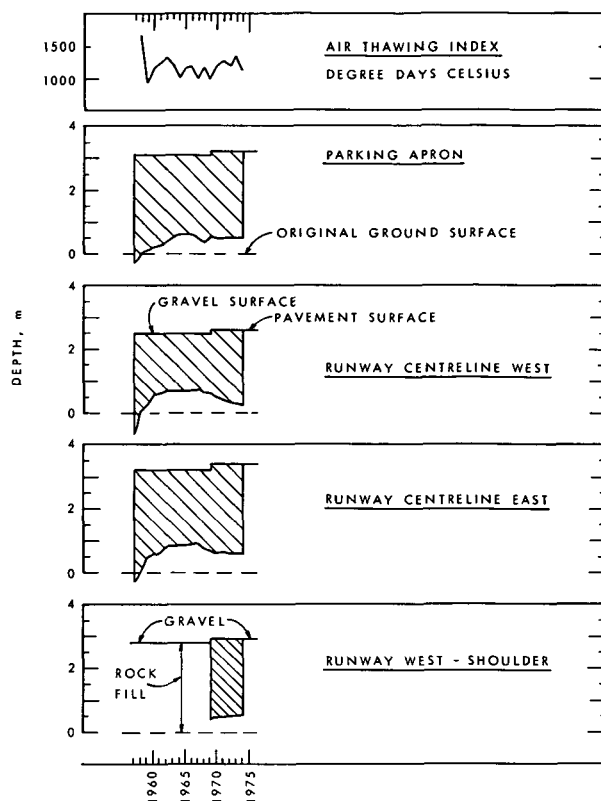 1500
1000
AIR THAWING INDEX
DEGREE DAYS CELSIUS
4
2
0
PARKING APRON
ORIGINAL GROUND SURFACE
DEPTH, m
4
2
0
GRAVEL SURFACE
PAVEMENT SURFACE
RUNWAY CENTRELINE WEST
4
2
0
RUNWAY CENTRELINE EAST
4
2
0
GRAVEL
ROCK
FILL
RUNWAY WEST - SHOULDER
1960
1965
1970
1975